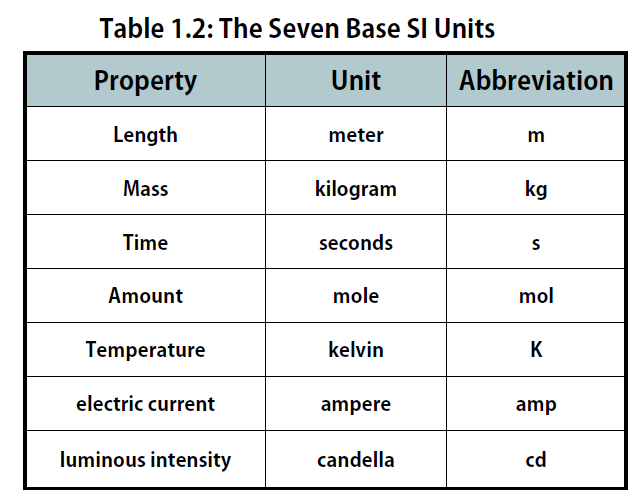 Table 1.2: The Seven Base SI Units
Property Unit Abbreviation
Length meter m
Mass kilogram kg
Time seconds s
Amount mole mol
Temperature kelvin K
electric current ampere amp
luminous intensity candella cd